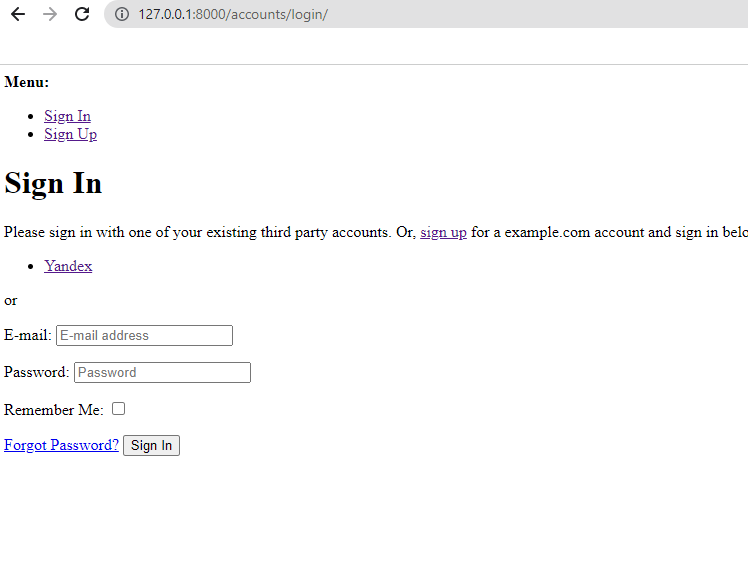 127.0.0.1:8000/accounts/login/
Menu:
Sign In
Sign Up
Sign In
Please sign in with one of your existing third party accounts. Or, sign up for a example.com account and sign in belo
Yandex
or
E-mail: E-mail address
Password: Password
Remember Me:
Forgot Password? Sign In